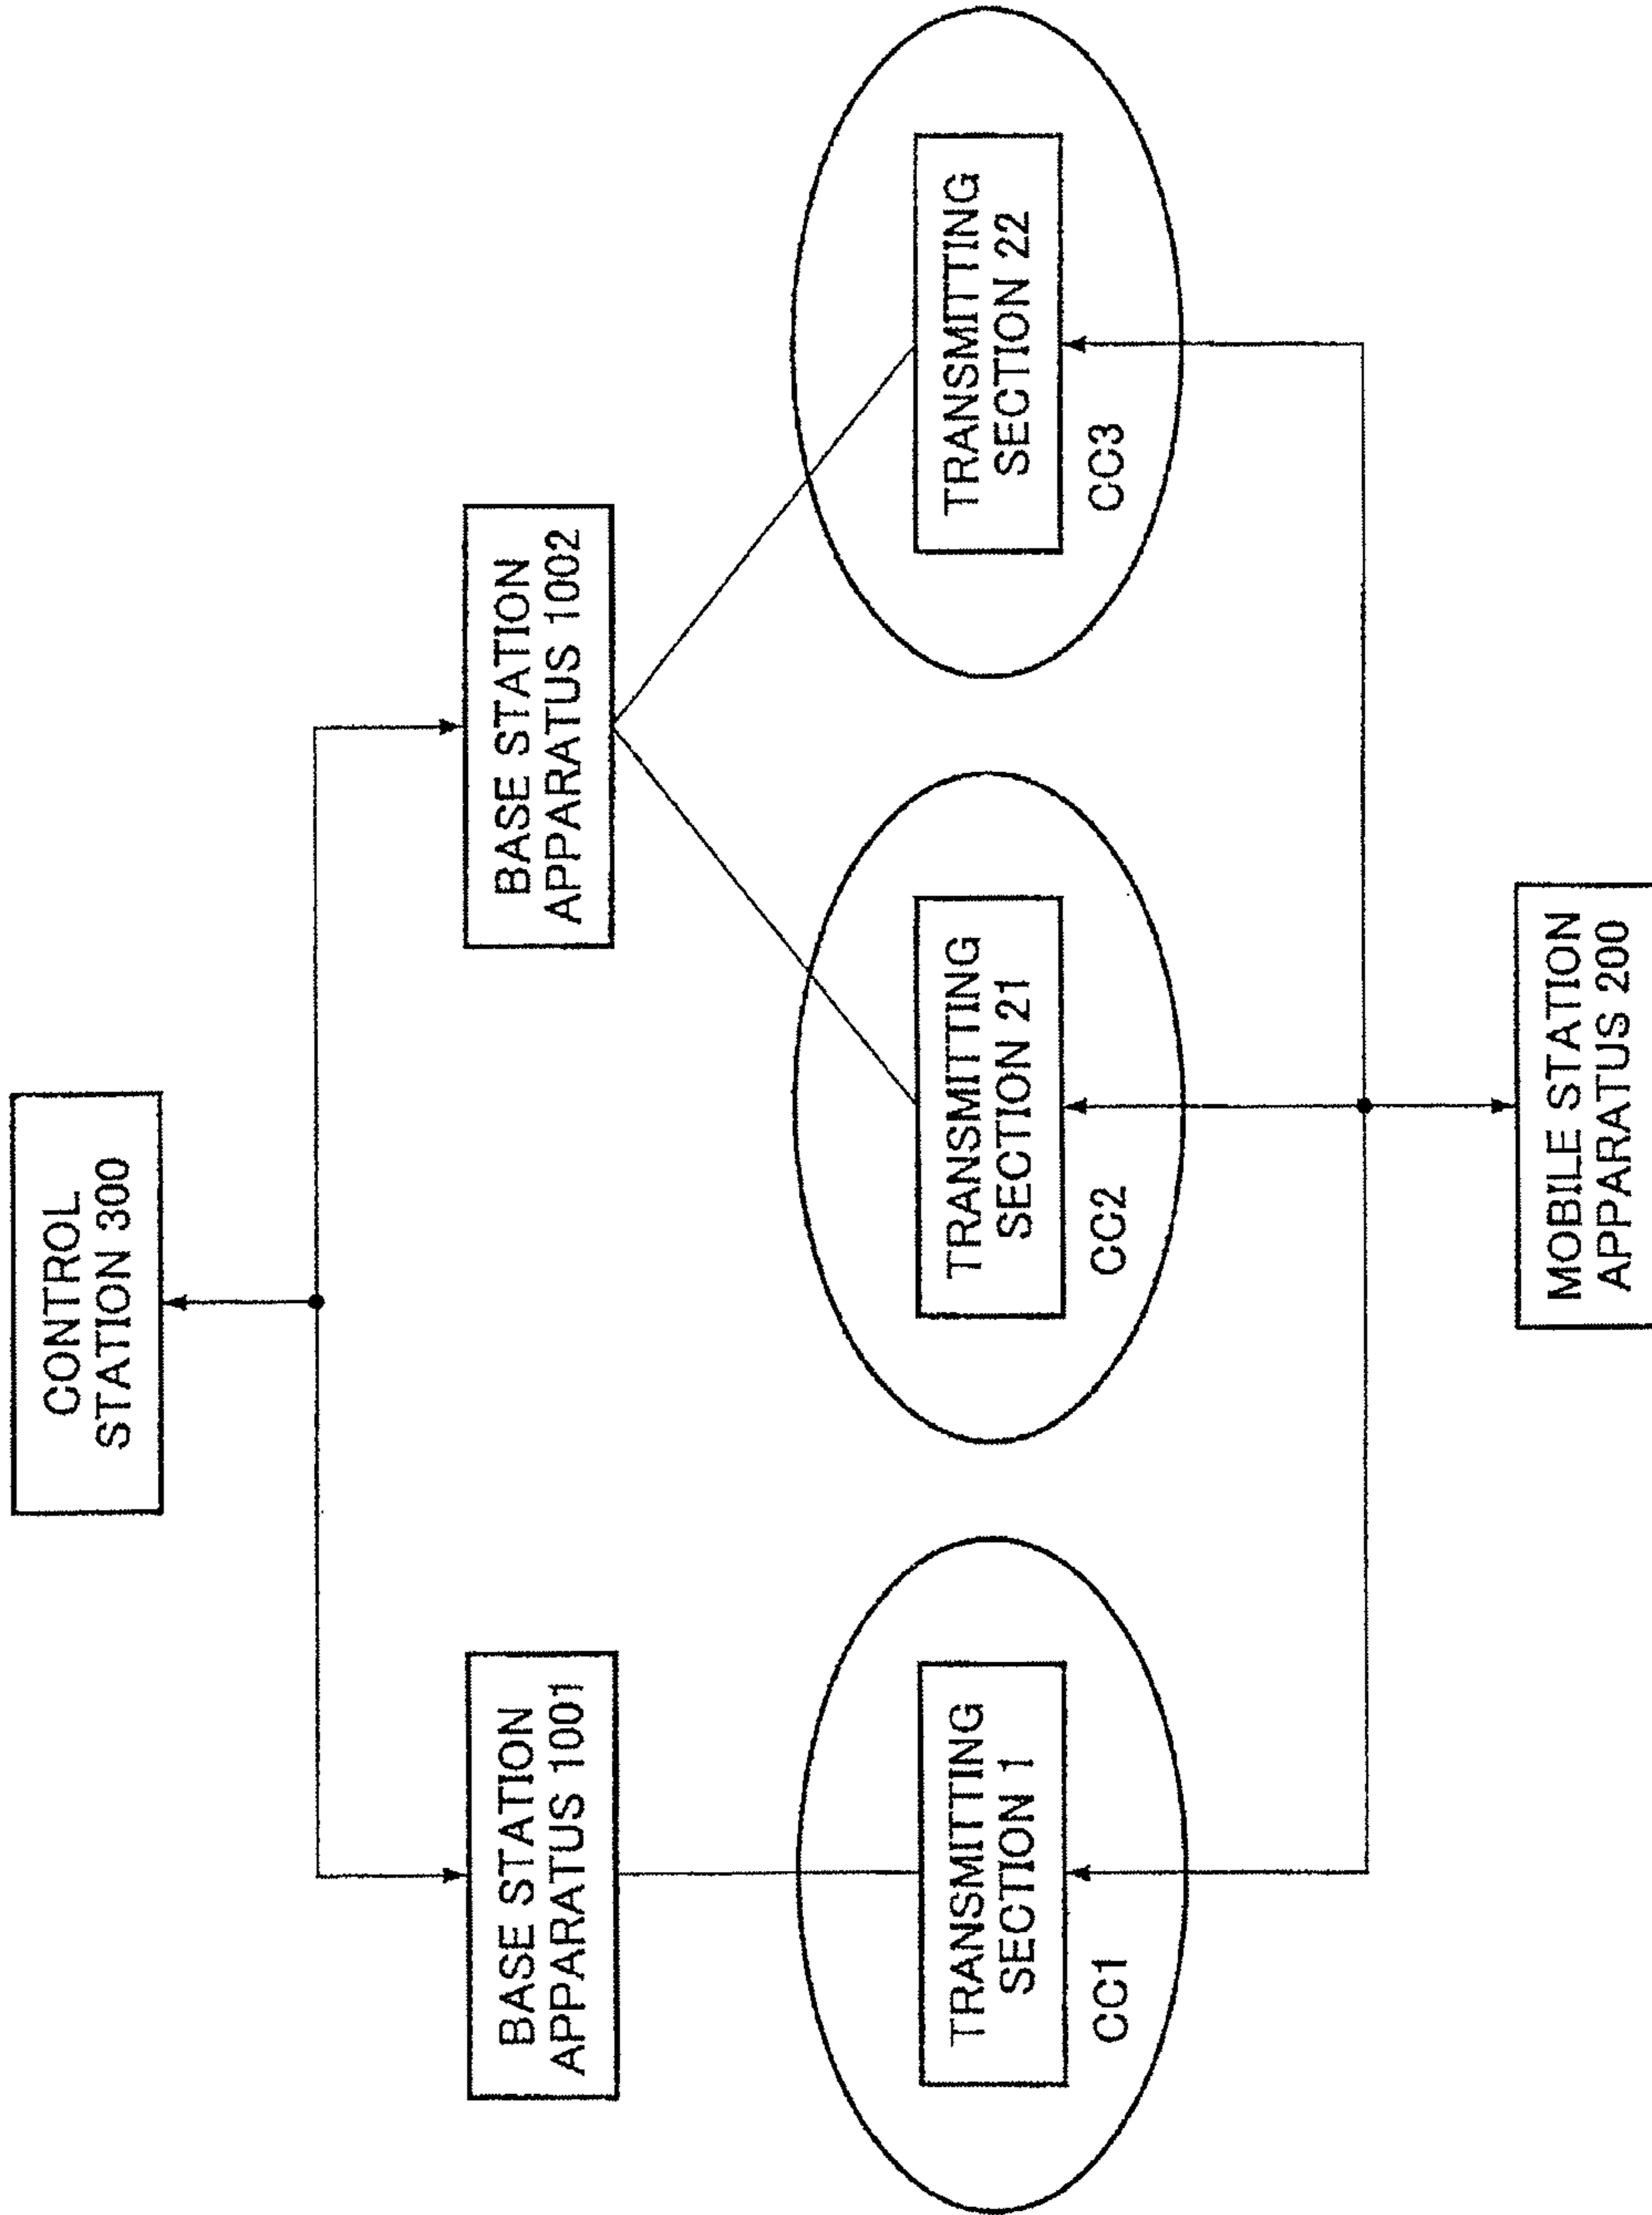 CONTROL
STATION 300
BASE STATION
APPARATUS 1001
BASE STATION
APPARATUS 1002
TRANSMITTING
SECTION 1
CC1
TRANSMITTING
SECTION 21
CC2
TRANSMITTING
SECTION 22
CC3
MOBILE STATION
APPARATUS 200